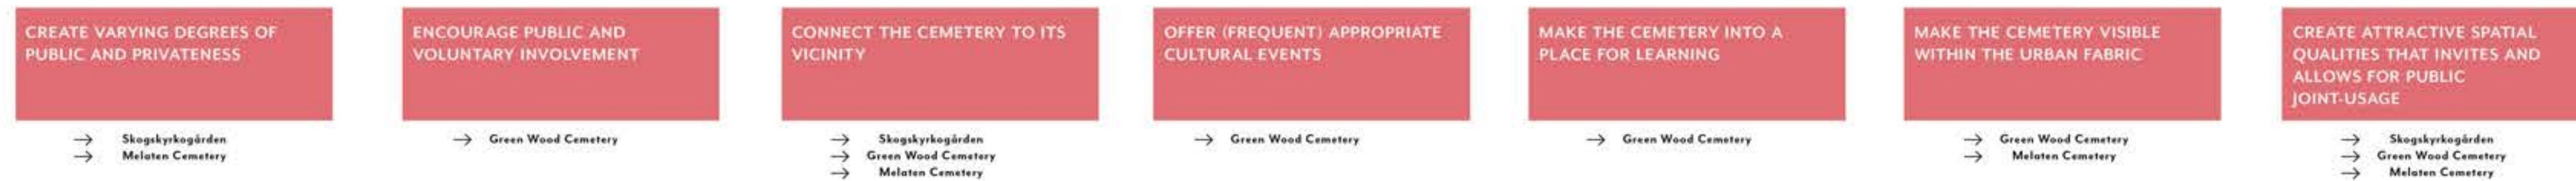 CREATE VARYING DEGREES OF
PUBLIC AND PRIVATENESS
→ Skogskyrkogården
→ Melaten Cemetery
ENCOURAGE PUBLIC AND
VOLUNTARY INVOLVEMENT
→ Green Wood Cemetery
CONNECT THE CEMETERY TO ITS
VICINITY
→ Skogskyrkogården
→ Green Wood Cemetery
→ Melaten Cemetery
OFFER (FREQUENT) APPROPRIATE
CULTURAL EVENTS
→ Green Wood Cemetery
MAKE THE CEMETERY INTO A
PLACE FOR LEARNING
→ Green Wood Cemetery
MAKE THE CEMETERY VISIBLE
WITHIN THE URBAN FABRIC
→ Green Wood Cemetery
→ Melaten Cemetery
CREATE ATTRACTIVE SPATIAL
QUALITIES THAT INVITES AND
ALLOWS FOR PUBLIC
JOINT-USAGE
→ Skogskyrkogården
→ Green Wood Cemetery
→ Melaten Cemetery